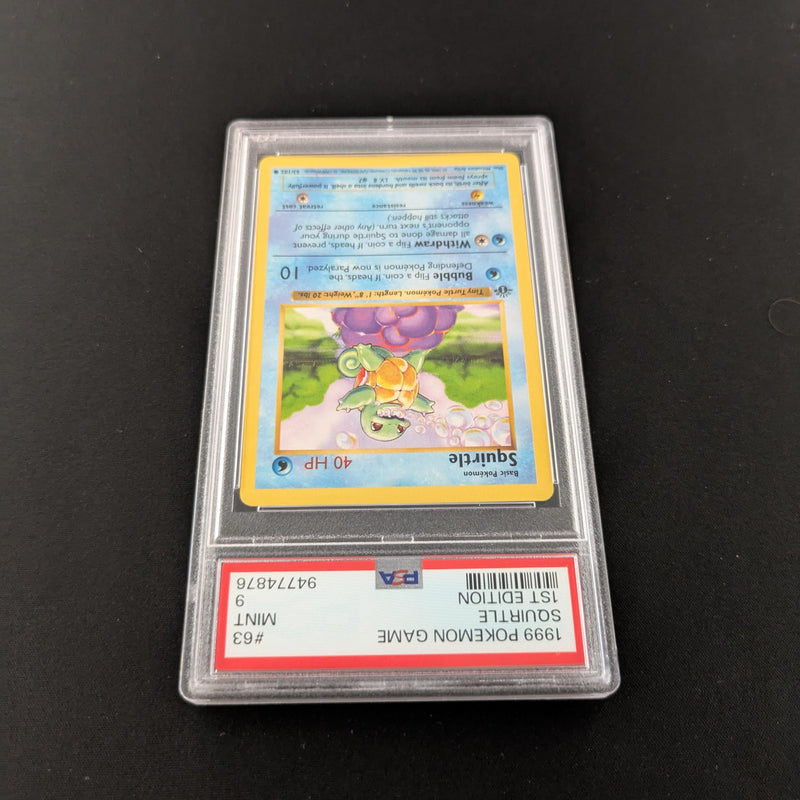 1999 POKEMON GAME #63
SQUIRTLE MINT
1ST EDITION 9
PSA 94774876
Basic Pokémon
Squirtle 40 HP
Tiny Turtle Pokémon. Length: 1' 8", Weight: 20 lbs.
Bubble Flip a coin. If heads, the
Defending Pokémon is now Paralyzed. 10
Withdraw Flip a coin. If heads, prevent
all damage done to Squirtle during your
opponent's next turn. (Any other effects of
attacks still happen.)
weakness resistance retreat cost
After birth, its back swells and hardens into a shell. Powerfully
sprays foam from its mouth. LV. 8 #7
63/102